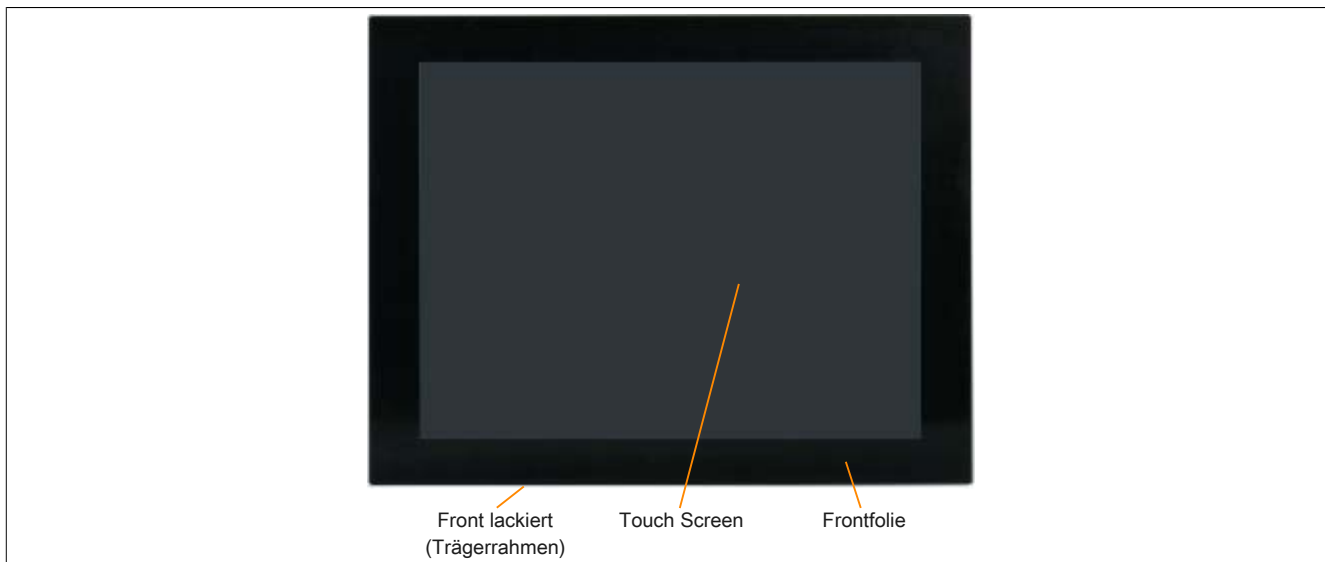 Front lackiert
(Trägerrahmen)
Touch Screen
Frontfolie